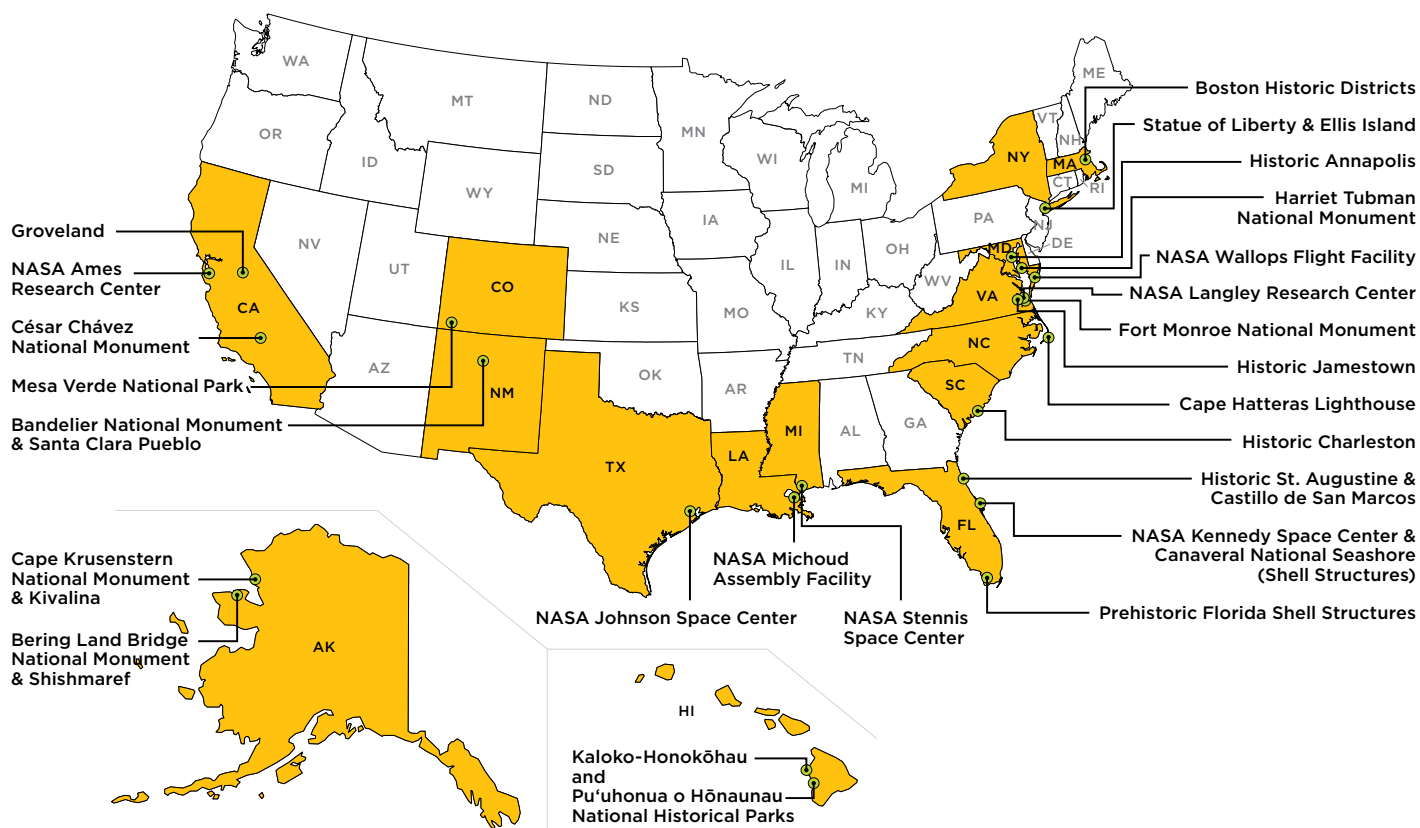 WA
OR
ID
MT
ND
MN
SD
WY
NV
UT
CO
NE
IA
WI
MI
KS
MO
IL
IN
OH
PA
NY
VT
NH
ME
MA
CT
RI
NJ
DE
MD
WV
VA
KY
TN
NC
SC
GA
AL
MI
AR
LA
OK
TX
NM
AZ
CA
FL
AK
HI
Groveland
NASA Ames
Research Center
César Chávez
National Monument
Mesa Verde National Park
Bandelier National Monument
& Santa Clara Pueblo
Cape Krusenstern
National Monument
& Kivalina
Bering Land Bridge
National Monument
& Shishmaref
Kaloko-Honokōhau
and
Pu‘uhonua o Hōnaunau
National Historical Parks
NASA Johnson Space Center
NASA Michoud
Assembly Facility
NASA Stennis
Space Center
Boston Historic Districts
Statue of Liberty & Ellis Island
Historic Annapolis
Harriet Tubman
National Monument
NASA Wallops Flight Facility
NASA Langley Research Center
Fort Monroe National Monument
Historic Jamestown
Cape Hatteras Lighthouse
Historic Charleston
Historic St. Augustine &
Castillo de San Marcos
NASA Kennedy Space Center &
Canaveral National Seashore
(Shell Structures)
Prehistoric Florida Shell Structures